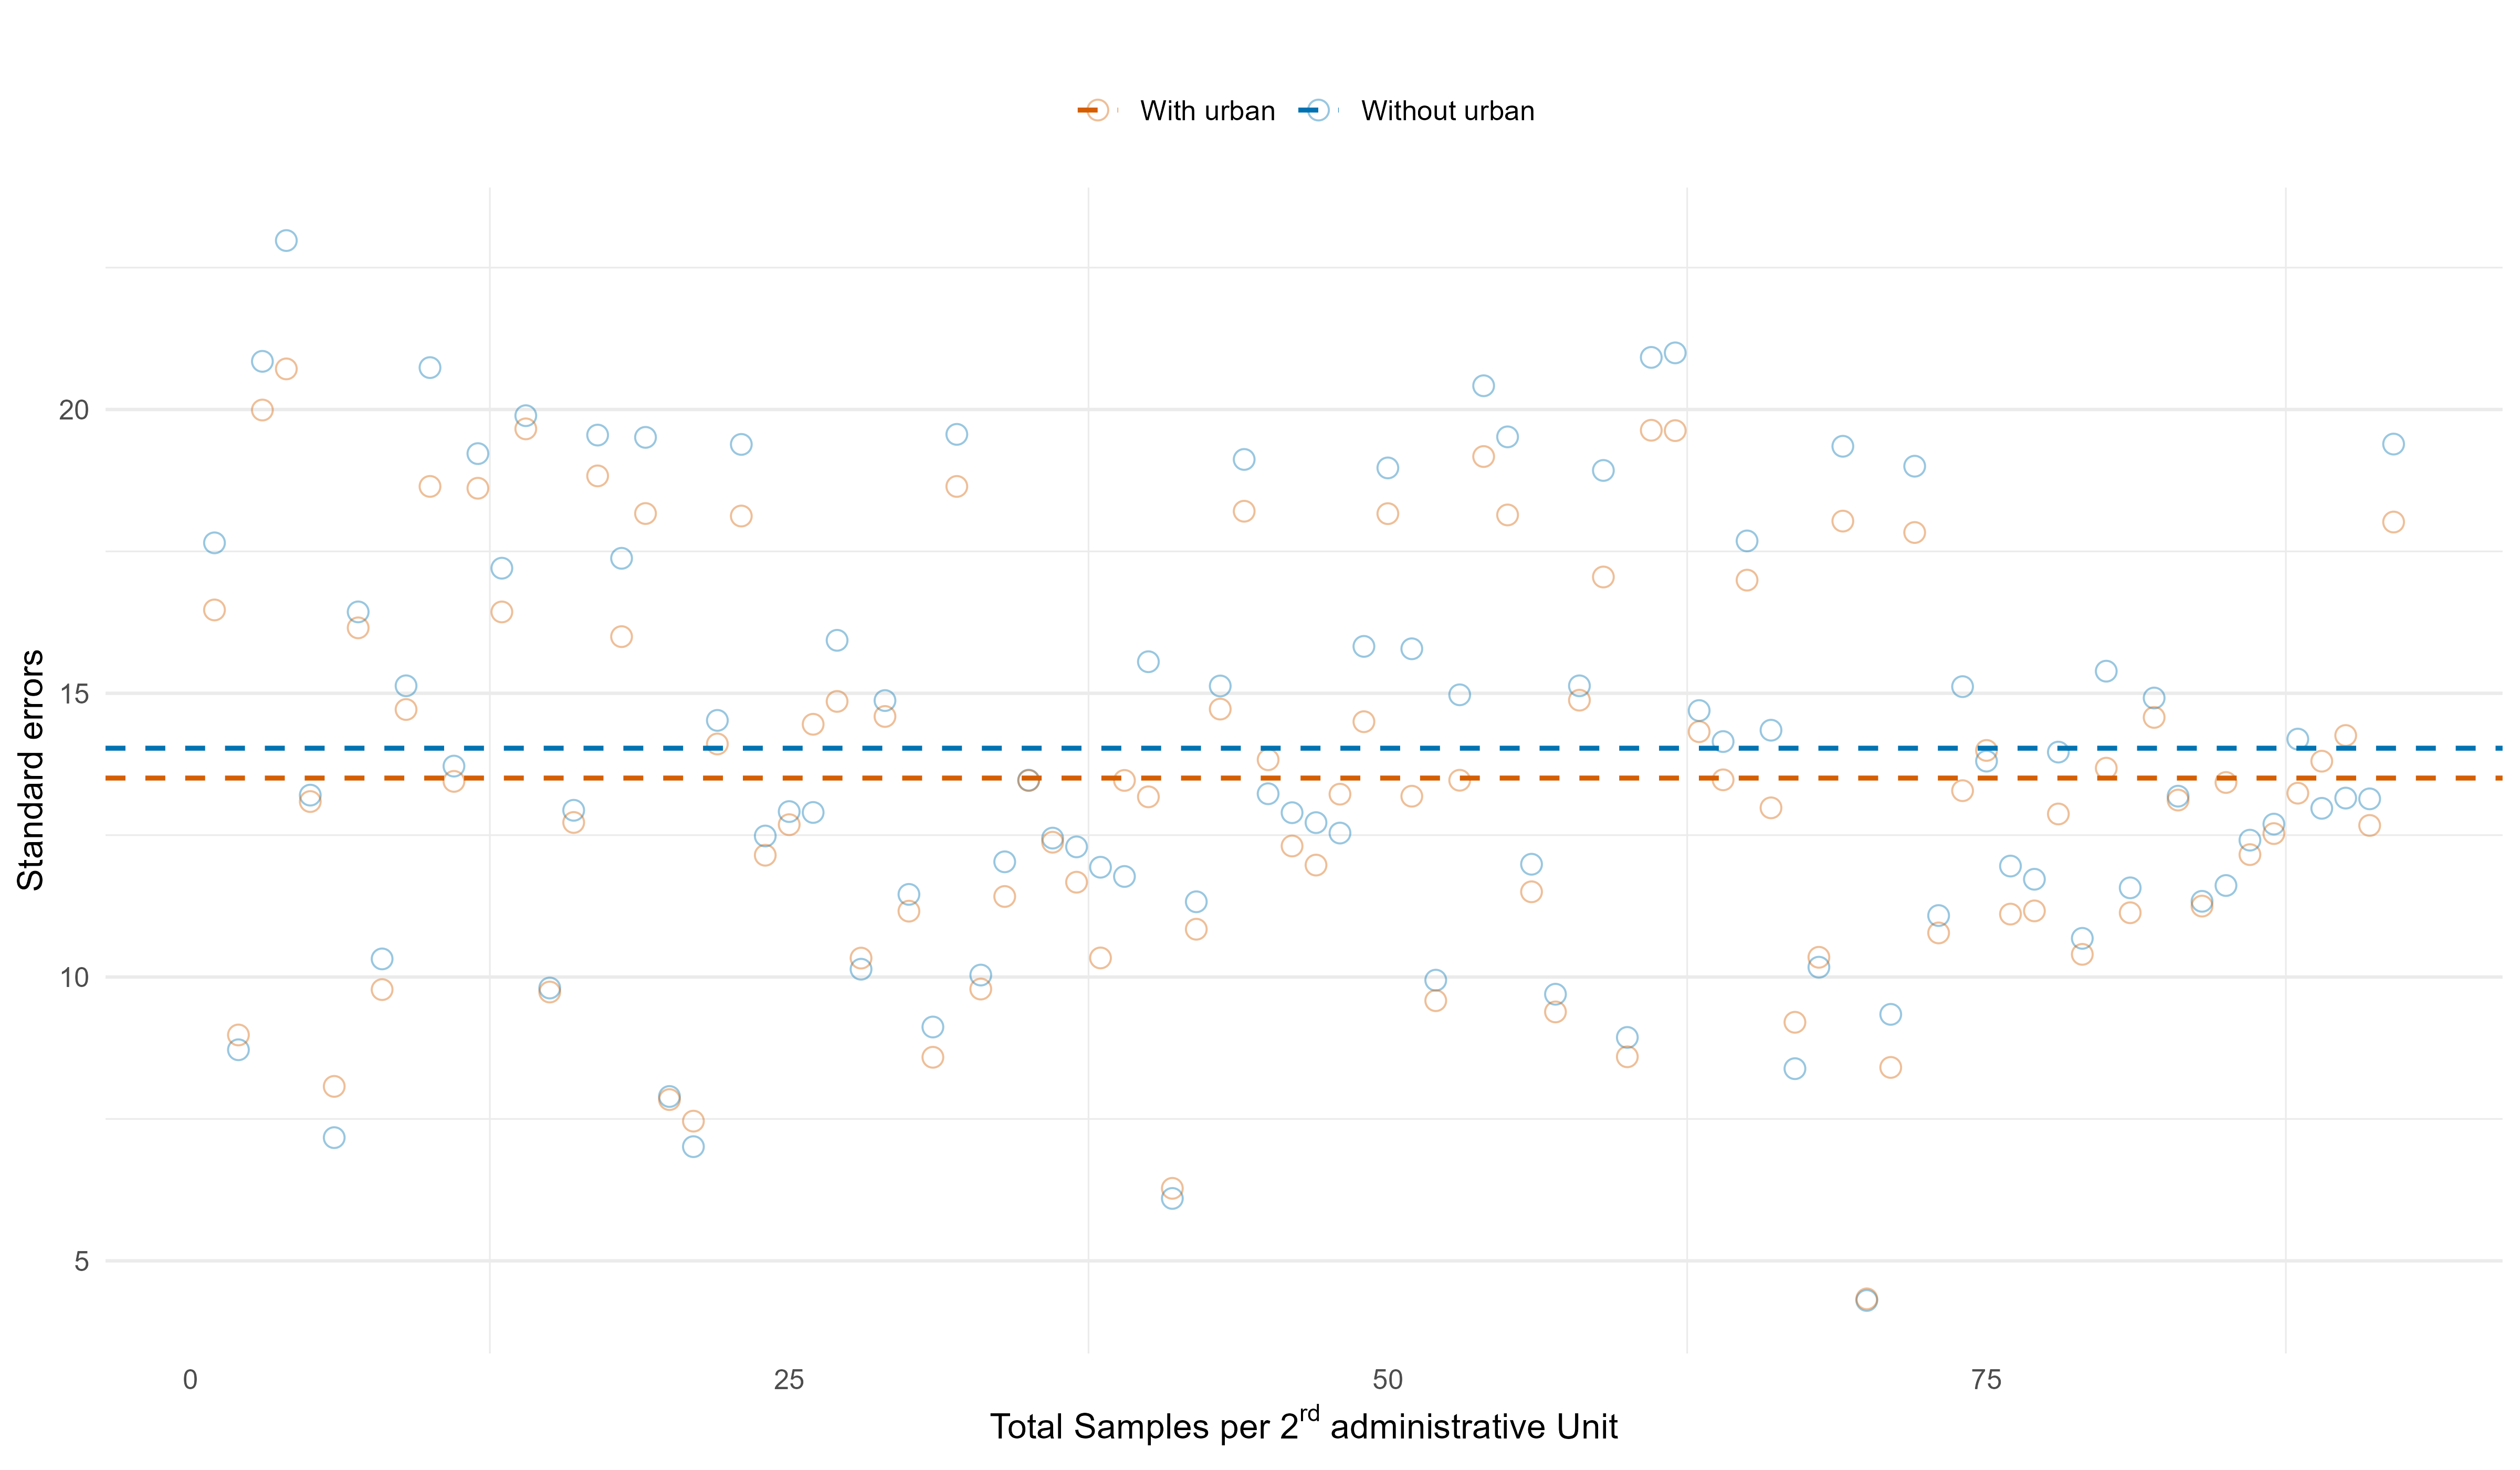 With urban Without urban
Standard errors
20
15
10
5
0 25 50 75
Total Samples per 2rd administrative Unit